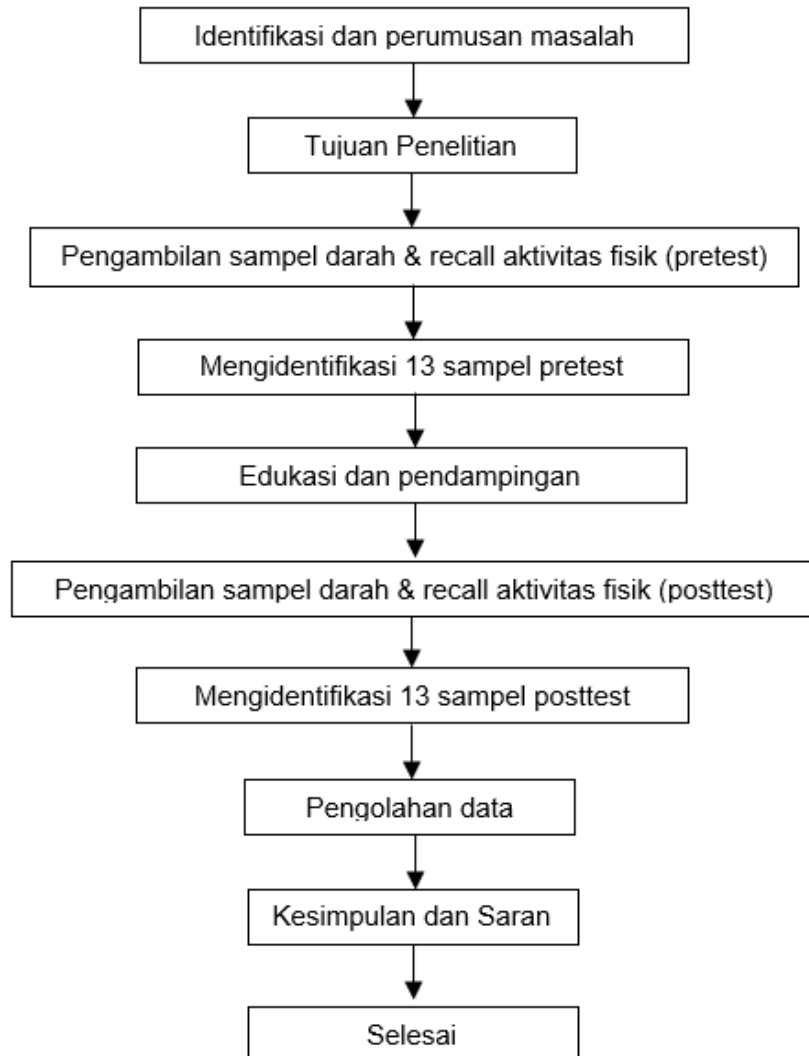 Identifikasi dan perumusan masalah
Tujuan Penelitian
Pengambilan sampel darah & recall aktivitas fisik (pretest)
Mengidentifikasi 13 sampel pretest
Edukasi dan pendampingan
Pengambilan sampel darah & recall aktivitas fisik (posttest)
Mengidentifikasi 13 sampel posttest
Pengolahan data
Kesimpulan dan Saran
Selesai